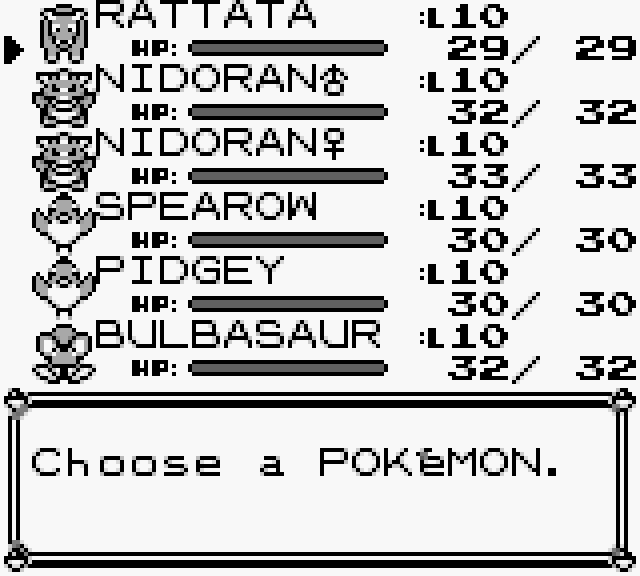 RATTATA :L10
HP: 29/ 29
NIDORAN♂ :L10
HP: 32/ 32
NIDORAN♀ :L10
HP: 33/ 33
SPEAROW :L10
HP: 30/ 30
PIDGEY :L10
HP: 30/ 30
BULBASAUR :L10
HP: 32/ 32
Choose a POKéMON.